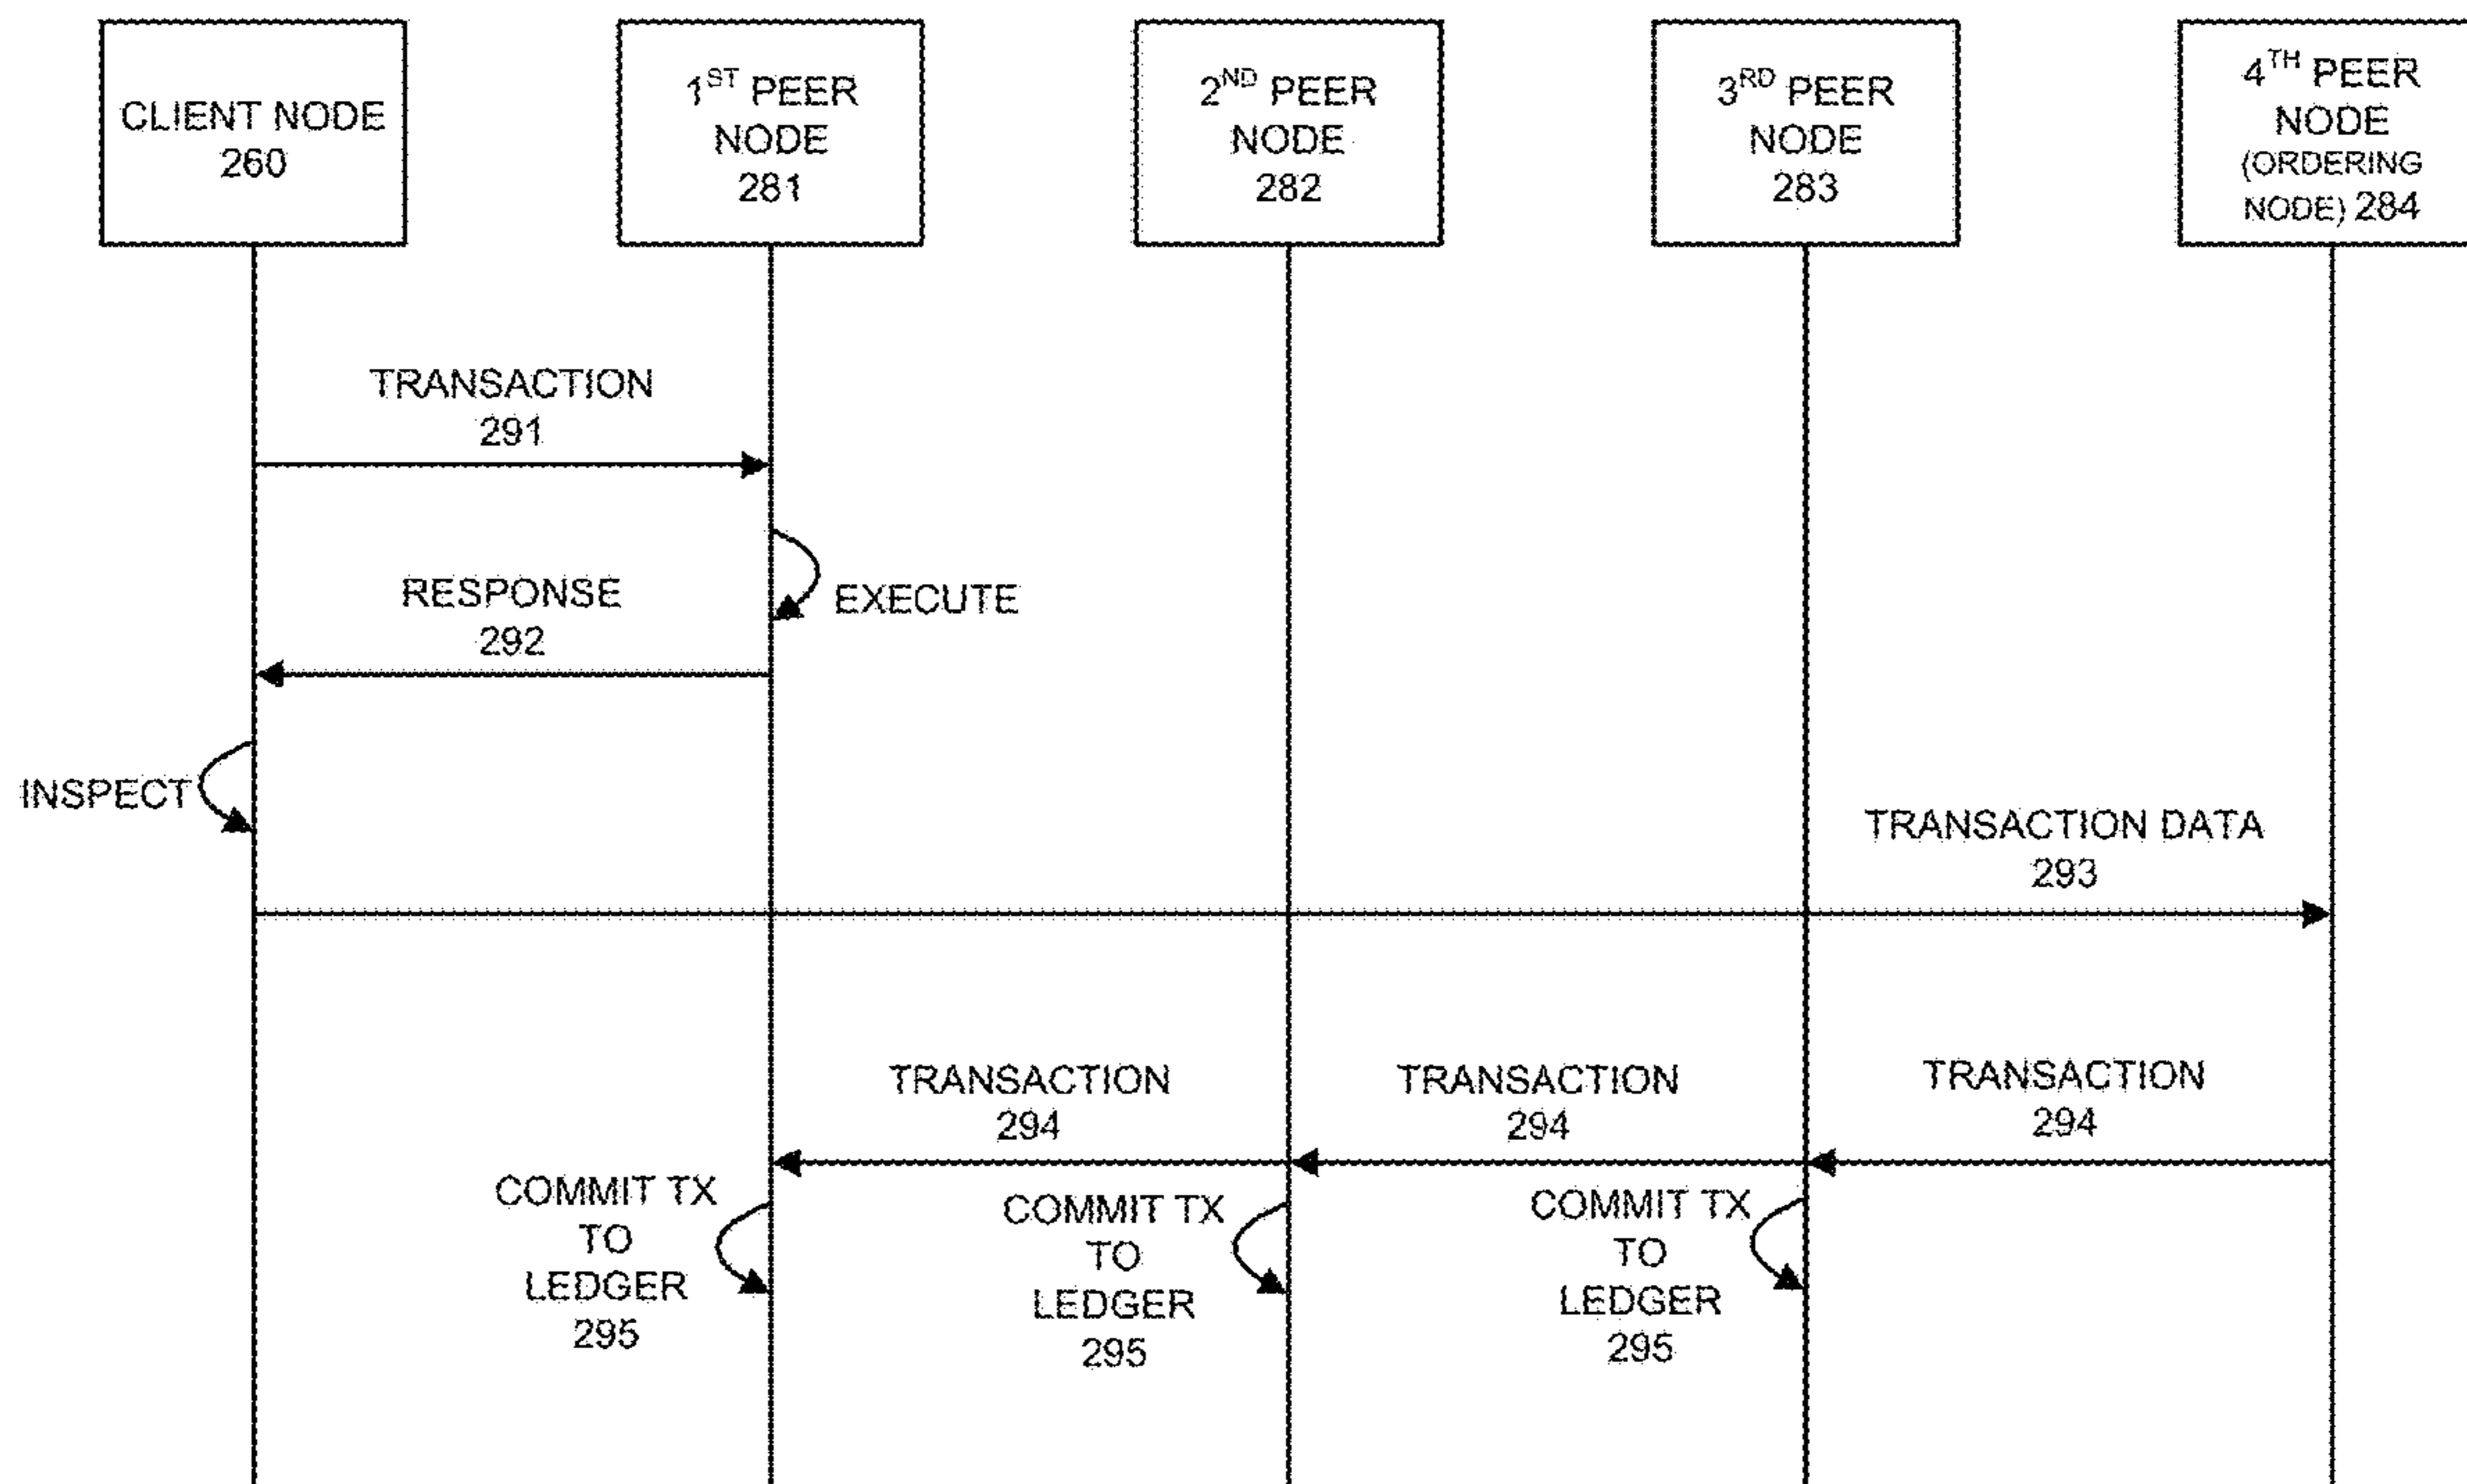 CLIENT NODE
260
1ST PEER
NODE
281
2ND PEER
NODE
282
3RD PEER
NODE
283
4TH PEER
NODE
(ORDERING
NODE) 284
TRANSACTION
291
EXECUTE
RESPONSE
292
INSPECT
TRANSACTION DATA
293
TRANSACTION
294
TRANSACTION
294
TRANSACTION
294
COMMIT TX
TO
LEDGER
295
COMMIT TX
TO
LEDGER
295
COMMIT TX
TO
LEDGER
295